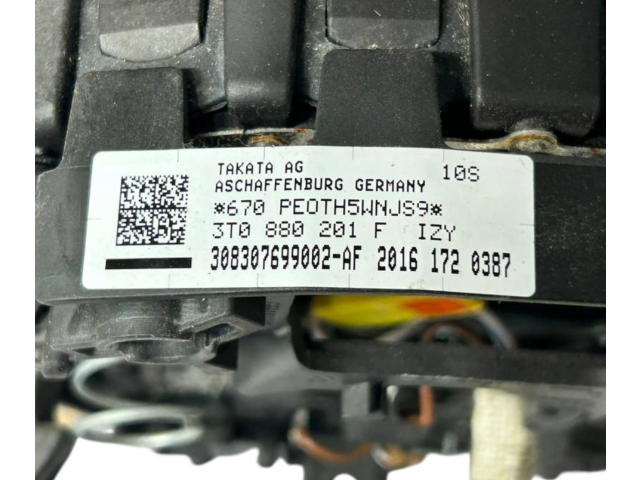 TAKATA AG 10S
ASCHAFFENBURG GERMANY
*670 PEOTH5WNJS9*
3T0 880 201 F IZY
308307699002-AF 2016 172 0387